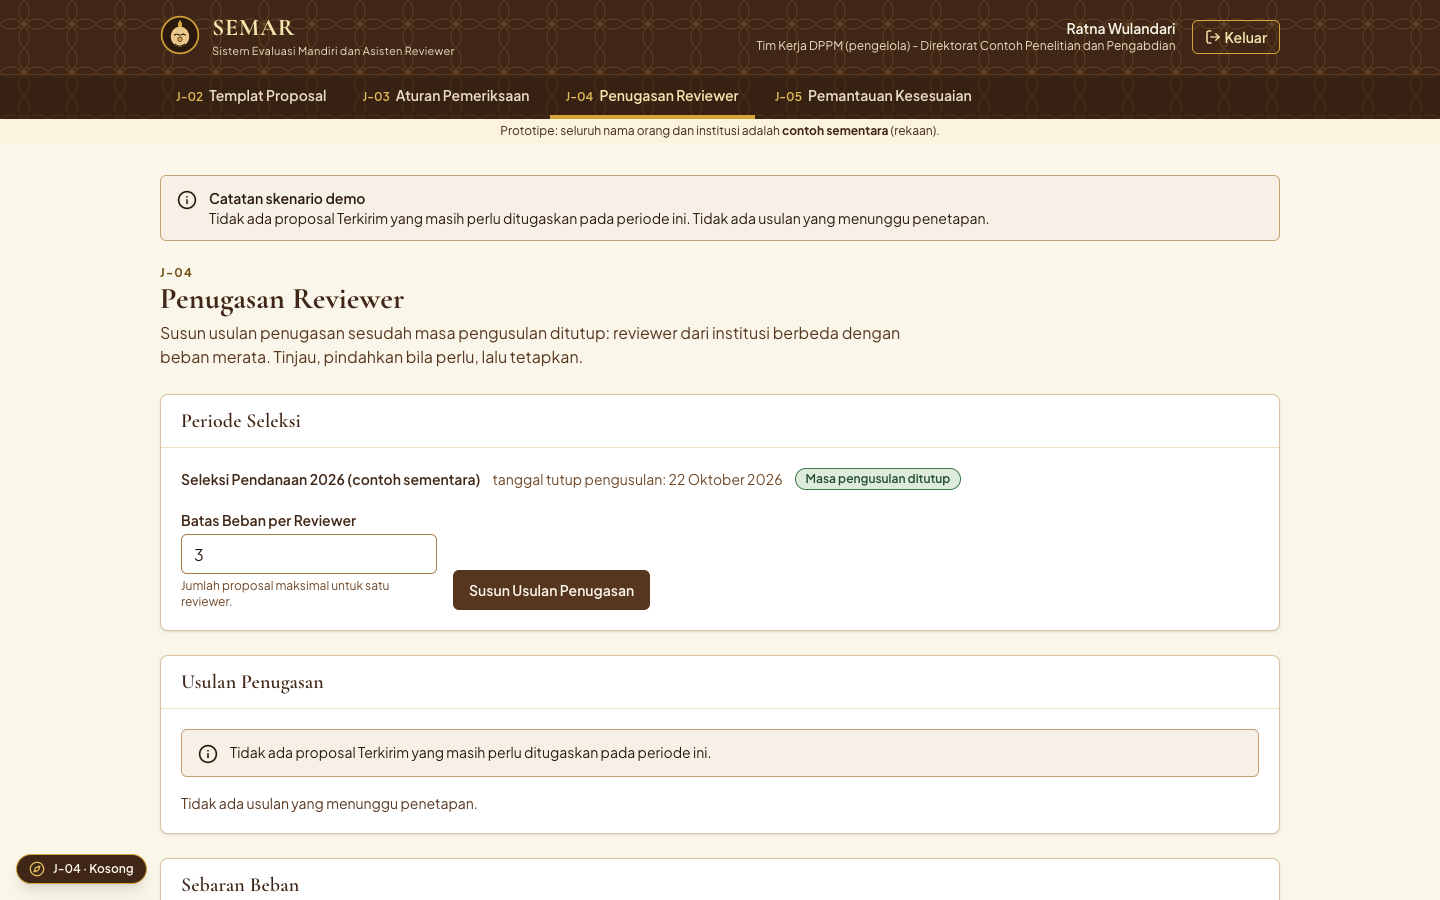 SEMAR
Sistem Evaluasi Mandiri dan Asisten Reviewer
Ratna Wulandari
Tim Kerja DPPM (pengelola) - Direktorat Contoh Penelitian dan Pengabdian
Keluar
J-02 Templat Proposal
J-03 Aturan Pemeriksaan
J-04 Penugasan Reviewer
J-05 Pemantauan Kesesuaian
Prototipe: seluruh nama orang dan institusi adalah contoh sementara (rekaan).
Catatan skenario demo
Tidak ada proposal Terkirim yang masih perlu ditugaskan pada periode ini. Tidak ada usulan yang menunggu penetapan.
J-04
Penugasan Reviewer
Susun usulan penugasan sesudah masa pengusulan ditutup: reviewer dari institusi berbeda dengan
beban merata. Tinjau, pindahkan bila perlu, lalu tetapkan.
Periode Seleksi
Seleksi Pendanaan 2026 (contoh sementara) tanggal tutup pengusulan: 22 Oktober 2026 Masa pengusulan ditutup
Batas Beban per Reviewer
3
Jumlah proposal maksimal untuk satu
reviewer.
Susun Usulan Penugasan
Usulan Penugasan
Tidak ada proposal Terkirim yang masih perlu ditugaskan pada periode ini.
Tidak ada usulan yang menunggu penetapan.
J-04 · Kosong
Sebaran Beban